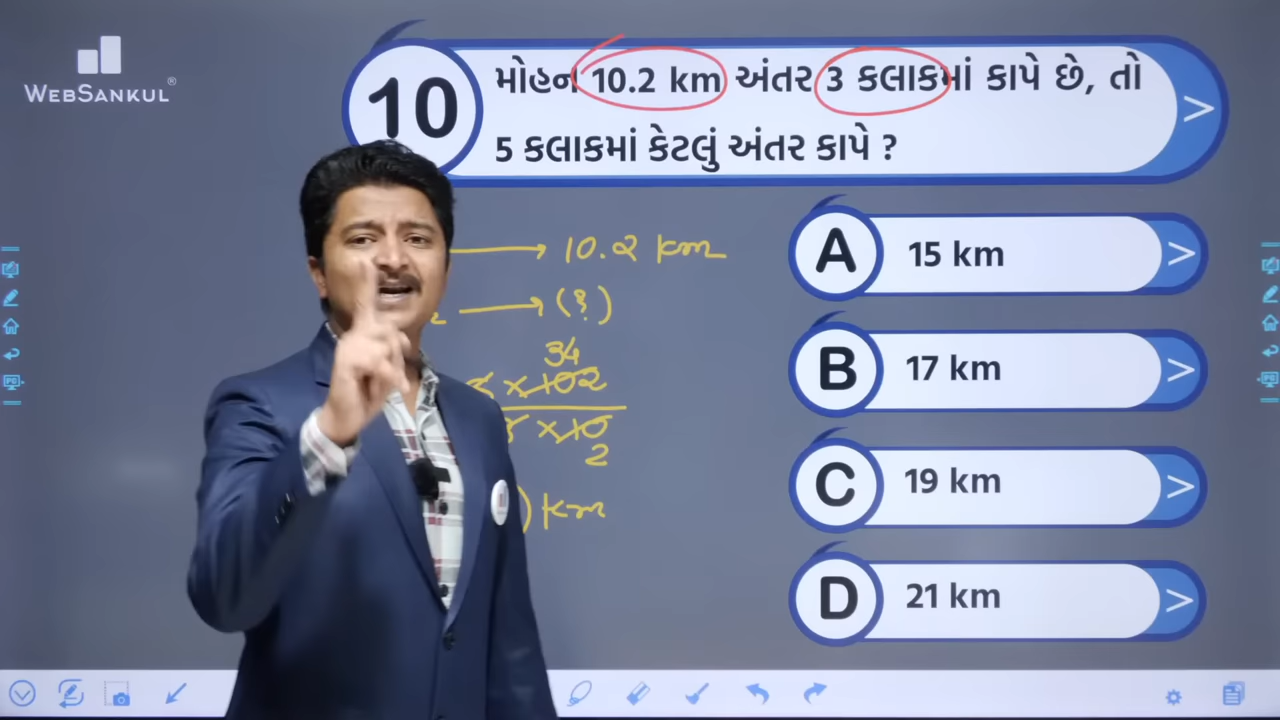 WEBSANKUL®
10
મોહન 10.2 km અંતર 3 કલાકમાં કાપે છે, તો
5 કલાકમાં કેટલું અંતર કાપે ?
→ 10.2 km
→ (?)
34
×102
×10
2
) km
A 15 km >
B 17 km >
C 19 km >
D 21 km >